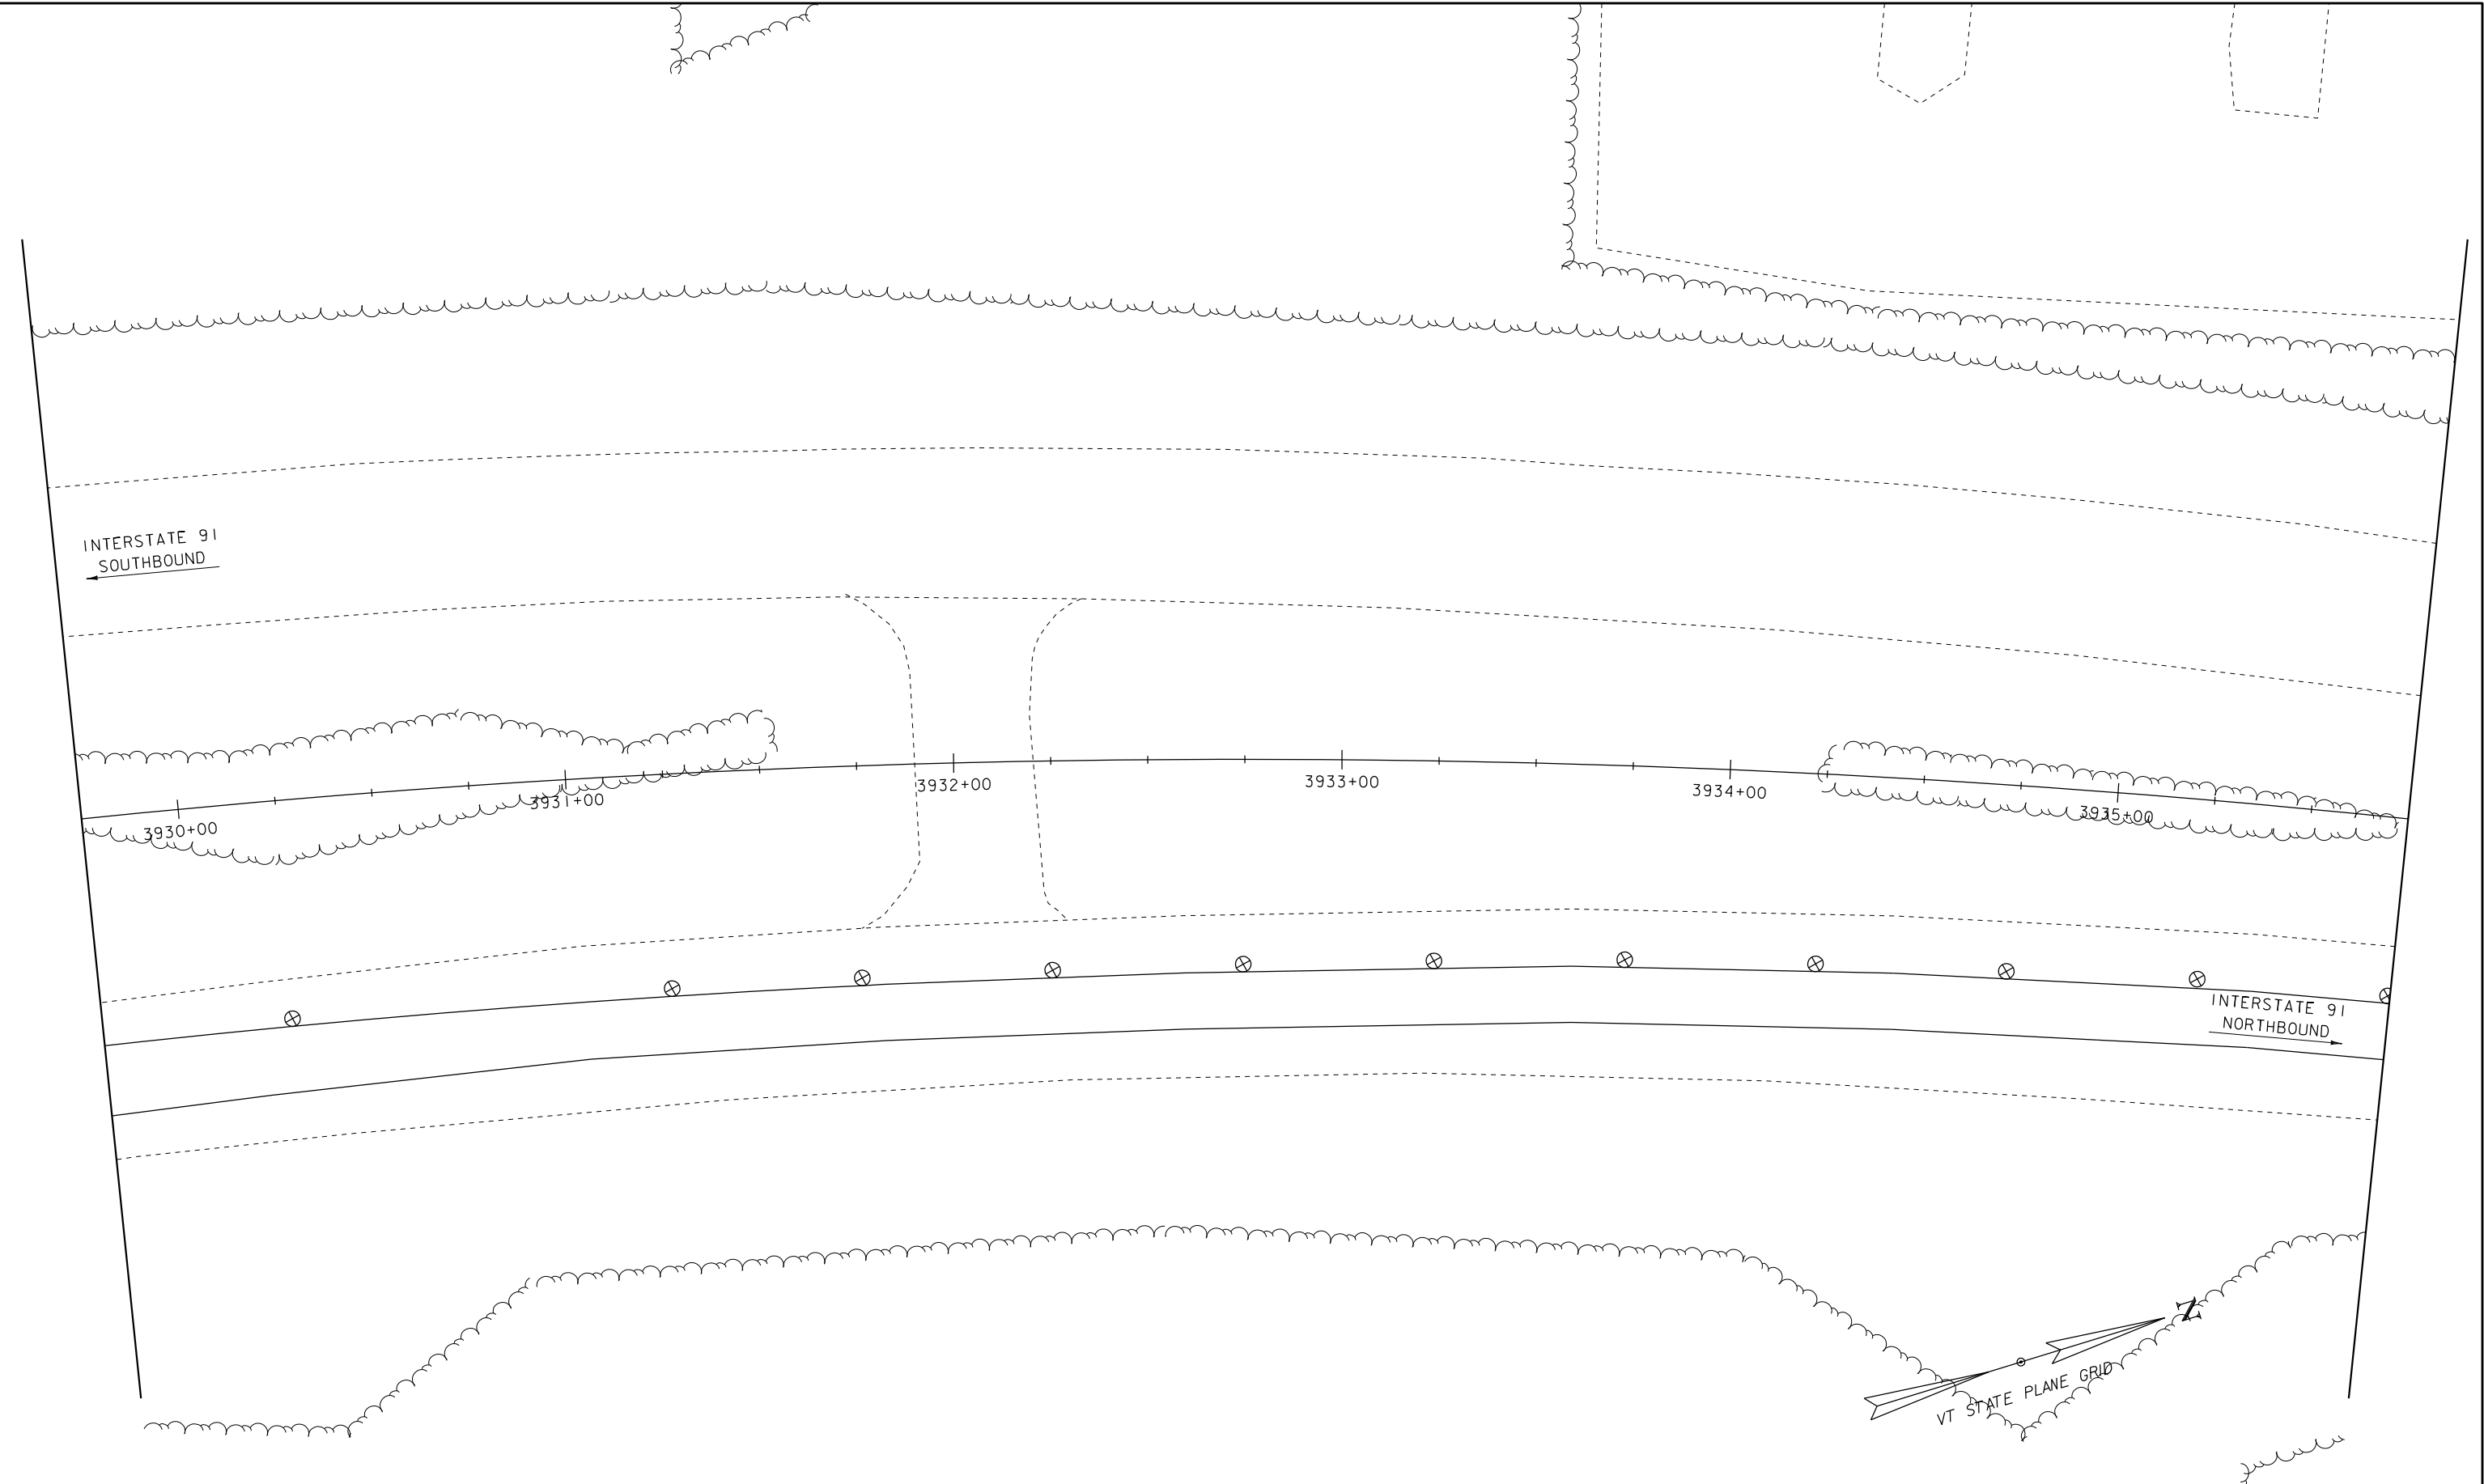 INTERSTATE 91
SOUTHBOUND
3930+00
3931+00
3932+00
3933+00
3934+00
3935+00
INTERSTATE 91
NORTHBOUND
N
VT STATE PLANE GRID